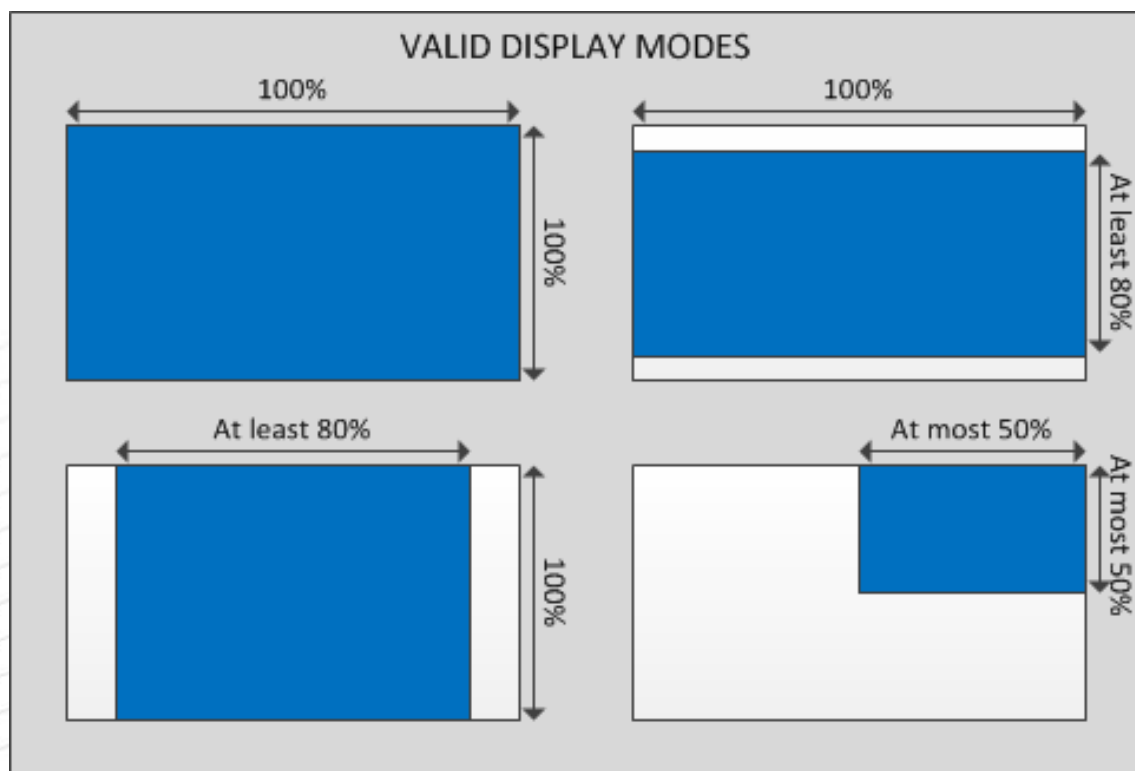 VALID DISPLAY MODES
100%
100%
100%
At least 80%
At least 80%
100%
At most 50%
At most 50%